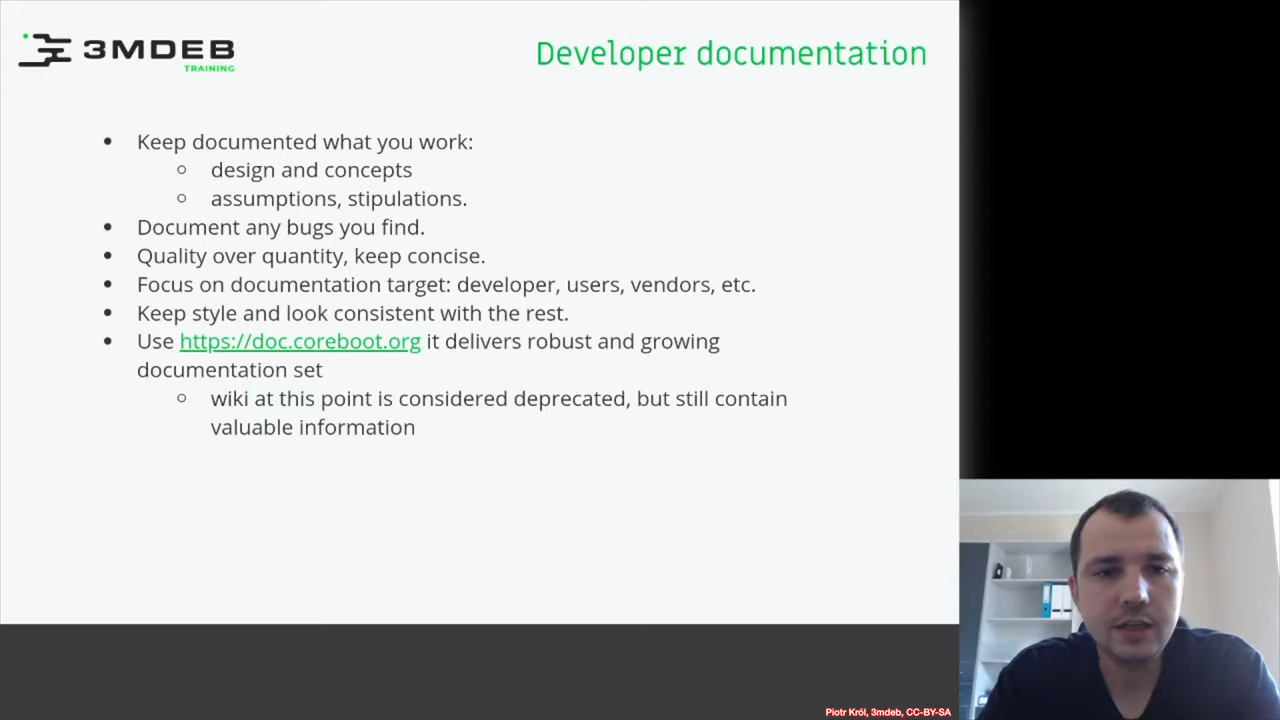 3MDEB
TRAINING
Developer documentation
• Keep documented what you work:
○ design and concepts
○ assumptions, stipulations.
• Document any bugs you find.
• Quality over quantity, keep concise.
• Focus on documentation target: developer, users, vendors, etc.
• Keep style and look consistent with the rest.
• Use https://doc.coreboot.org it delivers robust and growing
documentation set
○ wiki at this point is considered deprecated, but still contain
valuable information
Piotr Król, 3mdeb, CC-BY-SA